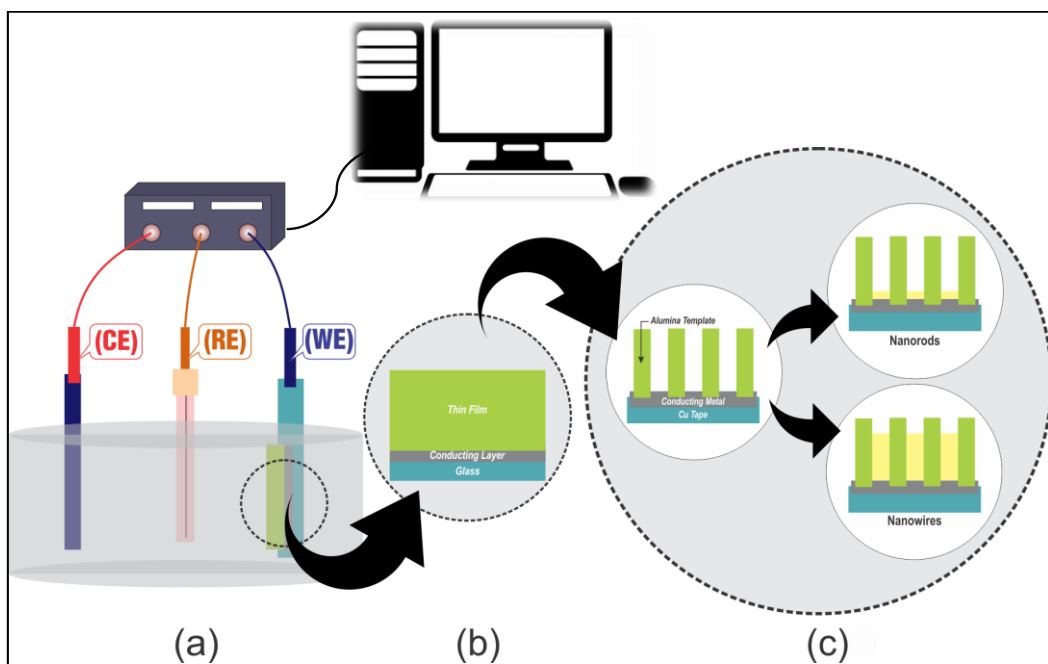 (CE)
(RE)
(WE)
Thin Film
Conducting Layer
Glass
Alumina Template
Conducting Metal
Cu Tape
Nanorods
Nanowires
(a)
(b)
(c)